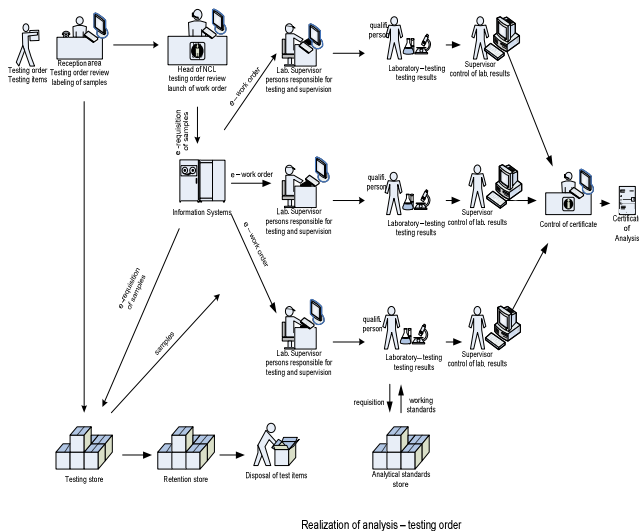 Testing order
Testing items
Reception area
Testing order review
labeling of samples
Head of NCL
testing order review
launch of work order
e – work order
Lab. Supervisor
persons responsible for
testing and supervision
qualifi.
person
Laboratory – testing
testing results
Supervisor
control of lab. results
e -requisition
of samples
Information Systems
e – work order
Lab. Supervisor
persons responsible for
testing and supervision
qualifi.
person
Laboratory – testing
testing results
Supervisor
control of lab. results
Control of certificate
Certificate
of
Analysis
e – work order
e -requisition
of samples
samples
Lab. Supervisor
persons responsible for
testing and supervision
qualifi.
person
Laboratory – testing
testing results
Supervisor
control of lab. results
requisition
working
standards
Testing store
Retention store
Disposal of test items
Analytical standards
store
Realization of analysis – testing order